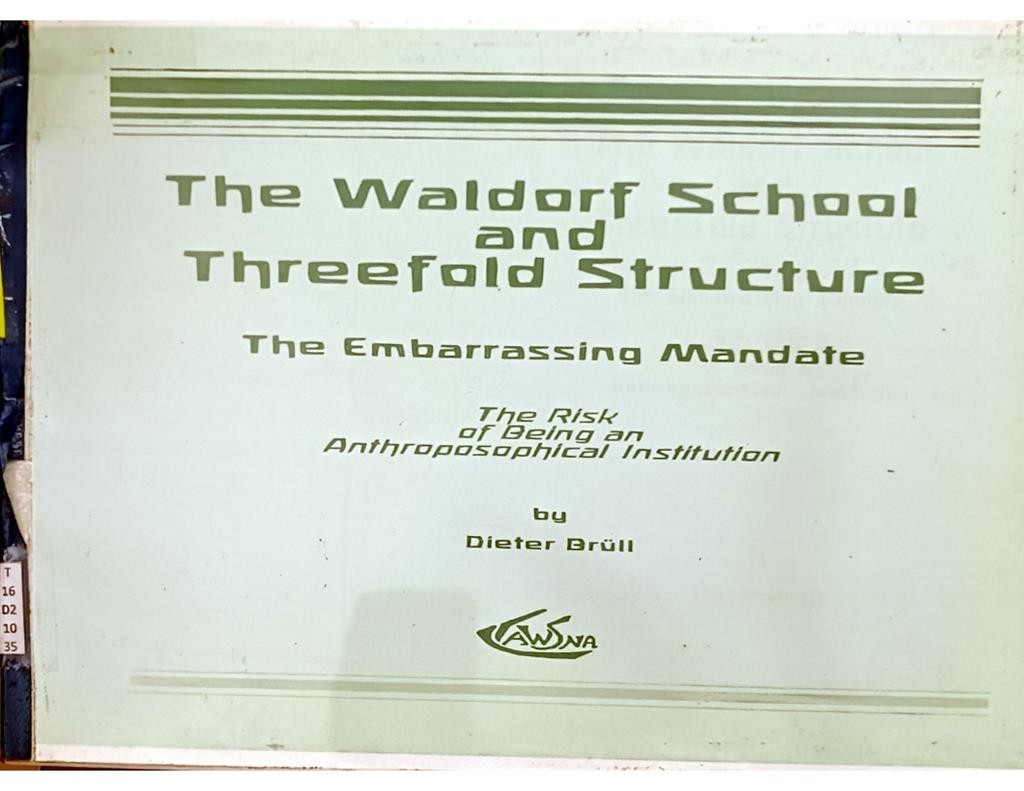 The Waldorf School
and
Threefold Structure
The Embarrassing Mandate
The Risk
of Being an
Anthroposophical Institution
by
Dieter Brüll
AWSNA
T
16
D2
10
35